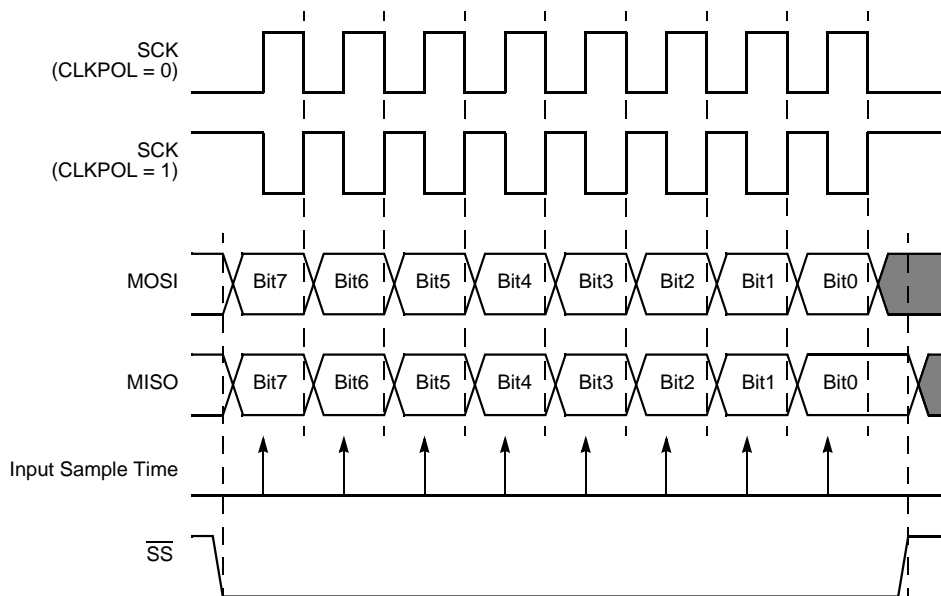 SCK
(CLKPOL = 0)
SCK
(CLKPOL = 1)
MOSI
Bit7 Bit6 Bit5 Bit4 Bit3 Bit2 Bit1 Bit0
MISO
Bit7 Bit6 Bit5 Bit4 Bit3 Bit2 Bit1 Bit0
Input Sample Time
SS